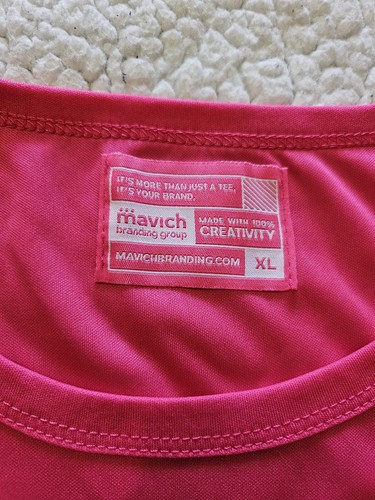 IT'S MORE THAN JUST A TEE,
IT'S YOUR BRAND.
mavich
branding group
MADE WITH 100%
CREATIVITY
MAVICHBRANDING.COM
XL